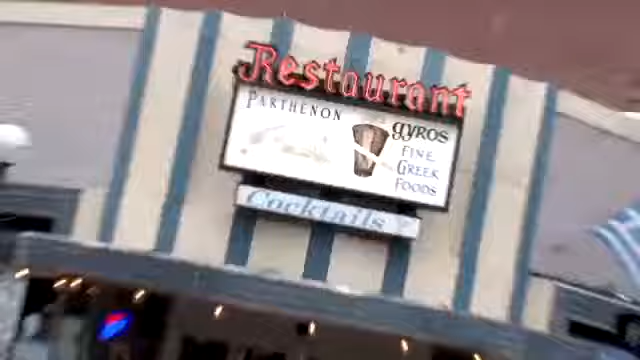 Restaurant
PARTHENON
gyros
FINE
GREEK
FOODS
Cocktails